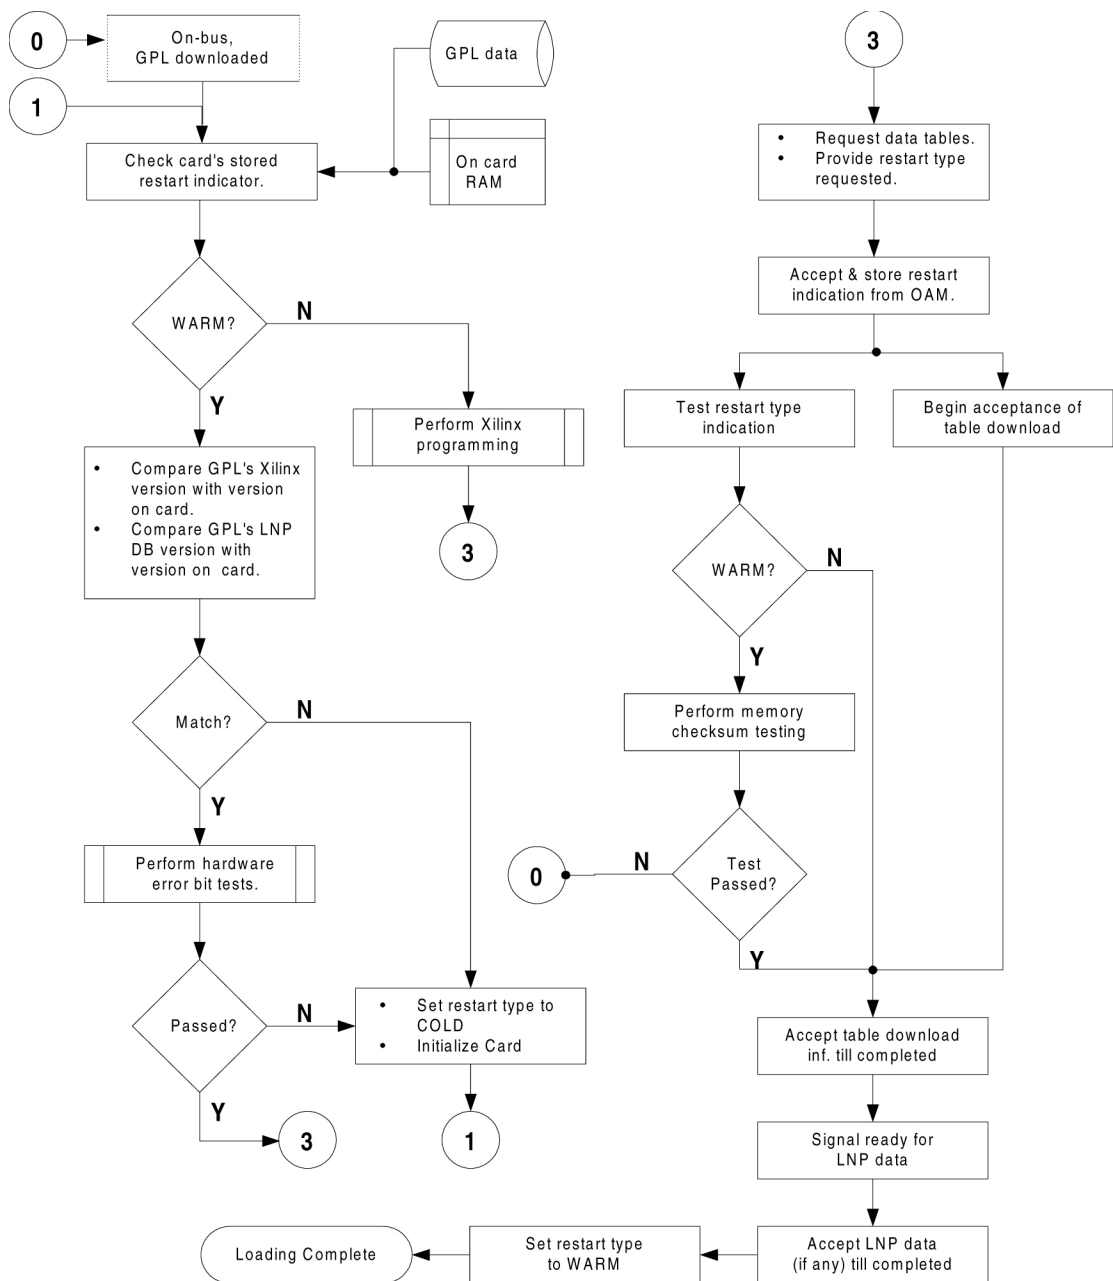 0
On-bus,
GPL downloaded
GPL data
1
Check card's stored
restart indicator.
On card
RAM
WARM?
N
Y
Perform Xilinx
programming
3
• Compare GPL's Xilinx
version with version
on card.
• Compare GPL's LNP
DB version with
version on card.
Match?
N
Y
Perform hardware
error bit tests.
Passed?
N
Y
3
• Set restart type to
COLD
• Initialize Card
1
3
• Request data tables.
• Provide restart type
requested.
Accept & store restart
indication from OAM.
Test restart type
indication
Begin acceptance of
table download
WARM?
N
Y
Perform memory
checksum testing
Test
Passed?
N
0
Y
Accept table download
inf. till completed
Signal ready for
LNP data
Accept LNP data
(if any) till completed
Set restart type
to WARM
Loading Complete